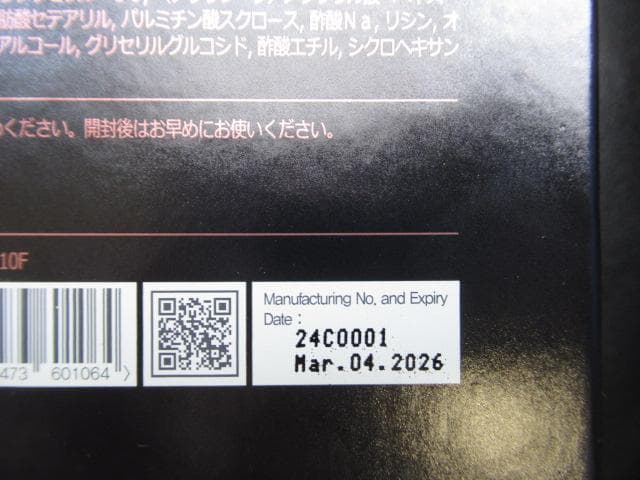 肪酸セテアリル, パルミチン酸スクロース, 酢酸Na, リシン, オ
アルコール, グリセリルグルコシド, 酢酸エチル, シクロヘキサン
ください。開封後はお早めにお使いください。
10F
Manufacturing No. and Expiry
Date :
24C0001
Mar.04.2026
473 601064 >